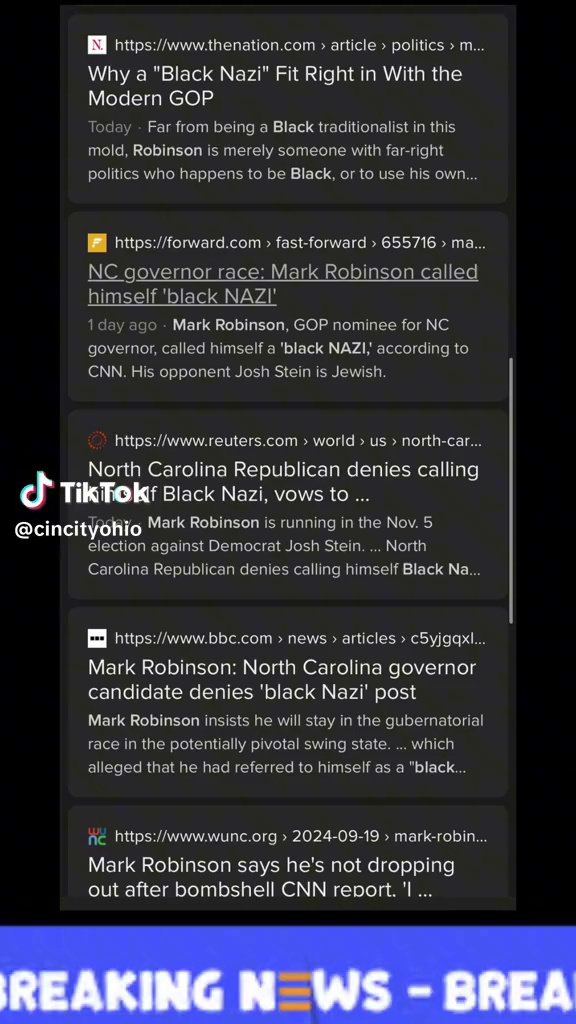 https://www.thenation.com › article › politics › m...
Why a "Black Nazi" Fit Right in With the
Modern GOP
Today · Far from being a Black traditionalist in this
mold, Robinson is merely someone with far-right
politics who happens to be Black, or to use his own...
https://forward.com › fast-forward › 655716 › ma...
NC governor race: Mark Robinson called
himself 'black NAZI'
1 day ago · Mark Robinson, GOP nominee for NC
governor, called himself a 'black NAZI,' according to
CNN. His opponent Josh Stein is Jewish.
https://www.reuters.com › world › us › north-car...
North Carolina Republican denies calling
himself Black Nazi, vows to ...
TikTok
@cincityohio
Today · Mark Robinson is running in the Nov. 5
election against Democrat Josh Stein. ... North
Carolina Republican denies calling himself Black Na...
https://www.bbc.com › news › articles › c5yjgqxl...
Mark Robinson: North Carolina governor
candidate denies 'black Nazi' post
Mark Robinson insists he will stay in the gubernatorial
race in the potentially pivotal swing state. ... which
alleged that he had referred to himself as a "black...
https://www.wunc.org › 2024-09-19 › mark-robin...
Mark Robinson says he's not dropping
out after bombshell CNN report. 'I ...
BREAKING NEWS - BREA